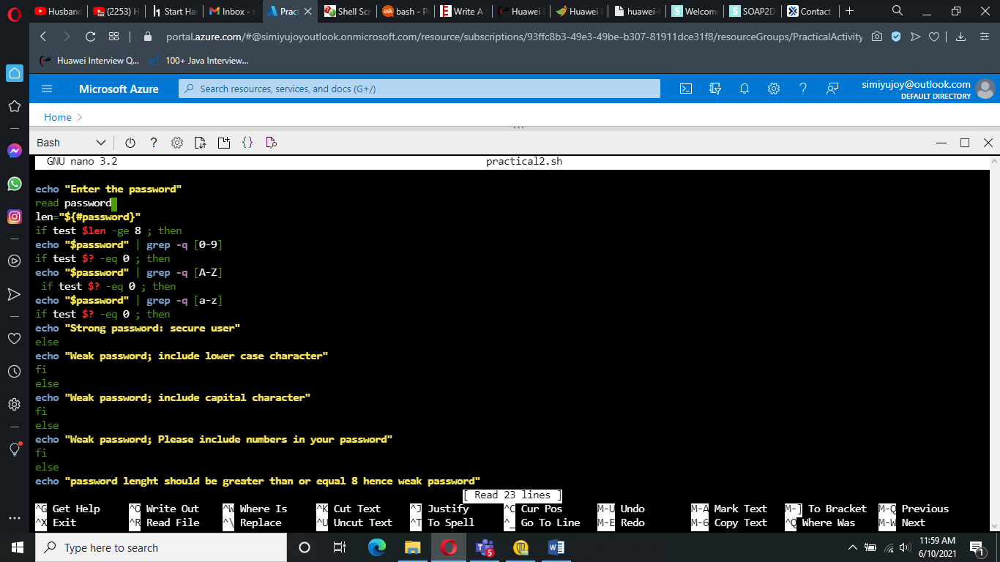 Husband
(2253) H
Start Hac
Inbox - s
Prac
Shell Scr
bash - P
Write A S
Huawei I
Huawei
huawei-
Welcome
SOAP2D
Contact
portal.azure.com/#@simiyujoyoutlook.onmicrosoft.com/resource/subscriptions/93ffc8b3-49e3-49be-b307-81911dce31f8/resourceGroups/PracticalActivity
Huawei Interview Q...
100+ Java Interview...
Microsoft Azure
Search resources, services, and docs (G+/)
simiyujoy@outlook.com
DEFAULT DIRECTORY
Home
Bash
GNU nano 3.2 practical2.sh
echo "Enter the password"
read password
len="${#password}"
if test $len -ge 8 ; then
echo "$password" | grep -q [0-9]
if test $? -eq 0 ; then
echo "$password" | grep -q [A-Z]
if test $? -eq 0 ; then
echo "$password" | grep -q [a-z]
if test $? -eq 0 ; then
echo "Strong password: secure user"
else
echo "Weak password; include lower case character"
fi
else
echo "Weak password; include capital character"
fi
else
echo "Weak password; Please include numbers in your password"
fi
else
echo "password lenght should be greater than or equal 8 hence weak password"
[ Read 23 lines ]
^G Get Help ^O Write Out ^W Where Is ^K Cut Text ^J Justify ^C Cur Pos M-U Undo M-A Mark Text M-] To Bracket M-Q Previous
^X Exit ^R Read File ^\ Replace ^U Uncut Text ^T To Spell ^_ Go To Line M-E Redo M-6 Copy Text ^Q Where Was M-W Next
Type here to search
5
11:59 AM
6/10/2021
1